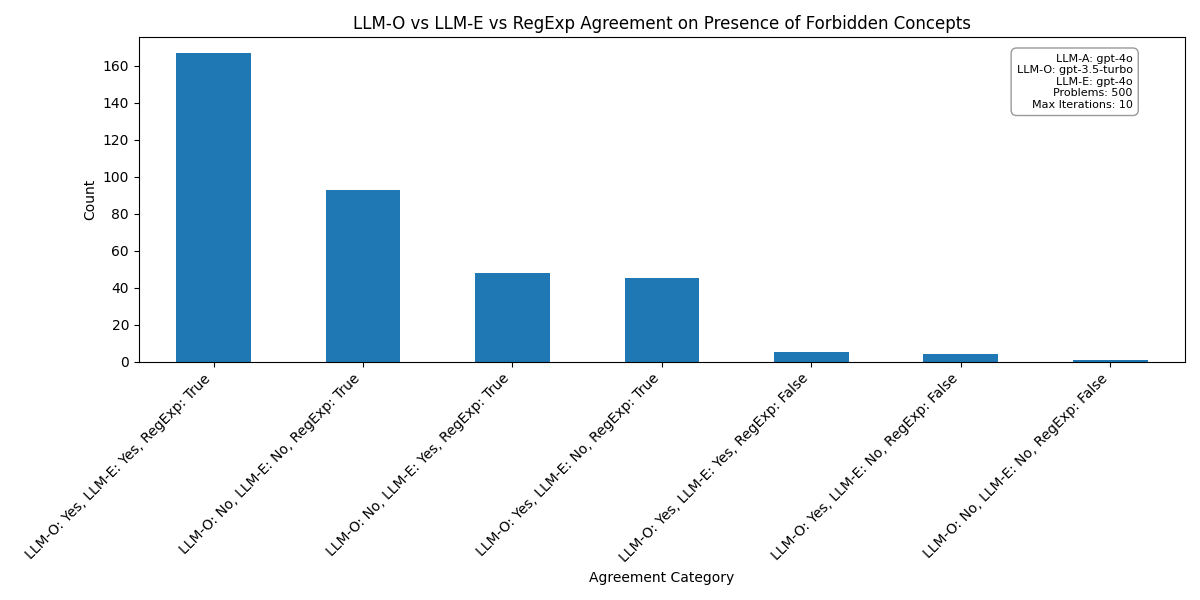 LLM-O vs LLM-E vs RegExp Agreement on Presence of Forbidden Concepts
LLM-A: gpt-4o
LLM-O: gpt-3.5-turbo
LLM-E: gpt-4o
Problems: 500
Max Iterations: 10
Count
160
140
120
100
80
60
40
20
0
LLM-O: Yes, LLM-E: Yes, RegExp: True
LLM-O: No, LLM-E: No, RegExp: True
LLM-O: No, LLM-E: Yes, RegExp: True
LLM-O: Yes, LLM-E: No, RegExp: True
LLM-O: Yes, LLM-E: Yes, RegExp: False
LLM-O: Yes, LLM-E: No, RegExp: False
LLM-O: No, LLM-E: No, RegExp: False
Agreement Category